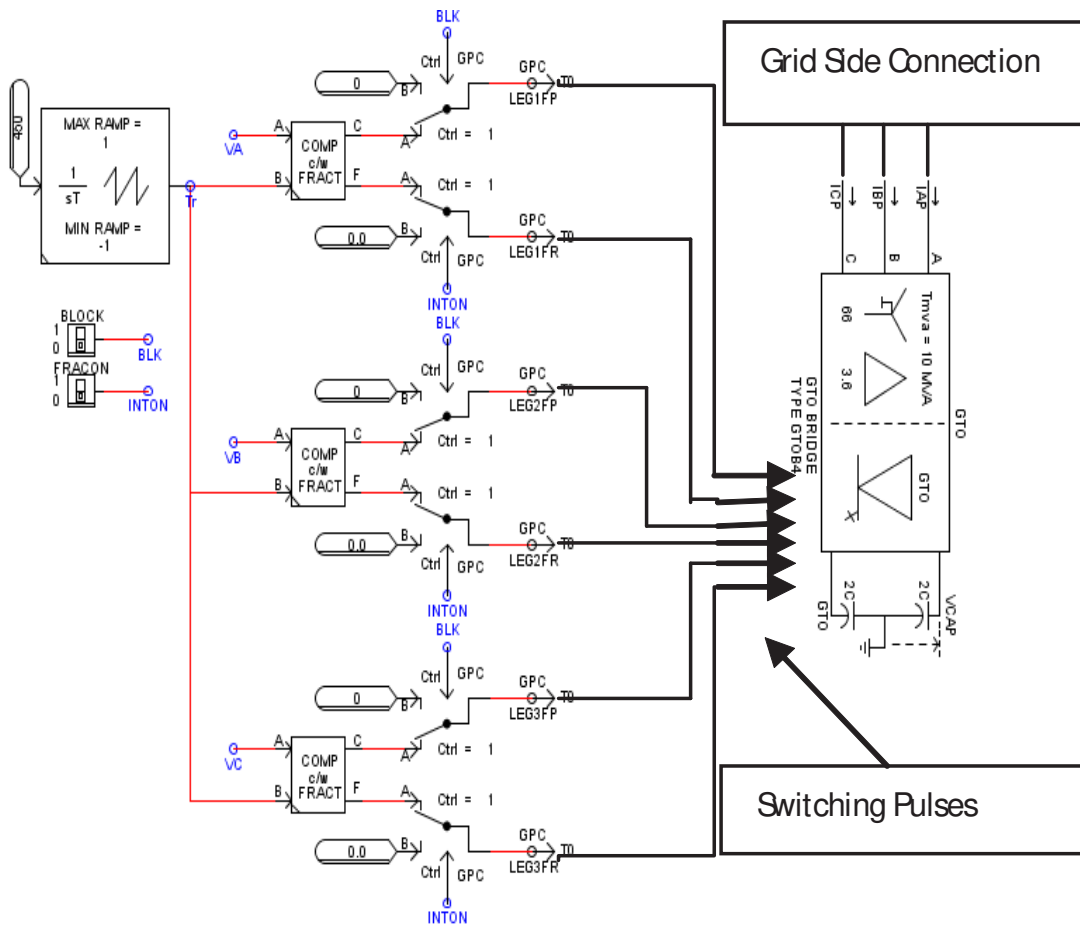 BLK
Ctrl GPC
0
B
GPC
T0
LEG1FP
Grid Side Connection
MAX RAMP =
1
1
sT
MIN RAMP =
-1
Tr
VA
A
B
COMP
c/w
FRACT
C
F
A
Ctrl = 1
A
Ctrl = 1
0.0
B
GPC
T0
LEG1FR
Ctrl GPC
INTON
BLOCK
1
0
BLK
FRACON
1
0
INTON
BLK
Ctrl GPC
0
B
GPC
T0
LEG2FP
VB
A
B
COMP
c/w
FRACT
C
F
A
Ctrl = 1
A
Ctrl = 1
0.0
B
GPC
T0
LEG2FR
Ctrl GPC
INTON
BLK
Ctrl GPC
0
B
GPC
T0
LEG3FP
VC
A
B
COMP
c/w
FRACT
C
F
A
Ctrl = 1
A
Ctrl = 1
0.0
B
GPC
T0
LEG3FR
Ctrl GPC
INTON
ICP
IBP
IAP
C
B
A
Tmva = 10 MVA
66
3.6
GTO
GTO BRIDGE
TYPE GTOB4
GTO
2C
2C
GTO
VCAP
Switching Pulses